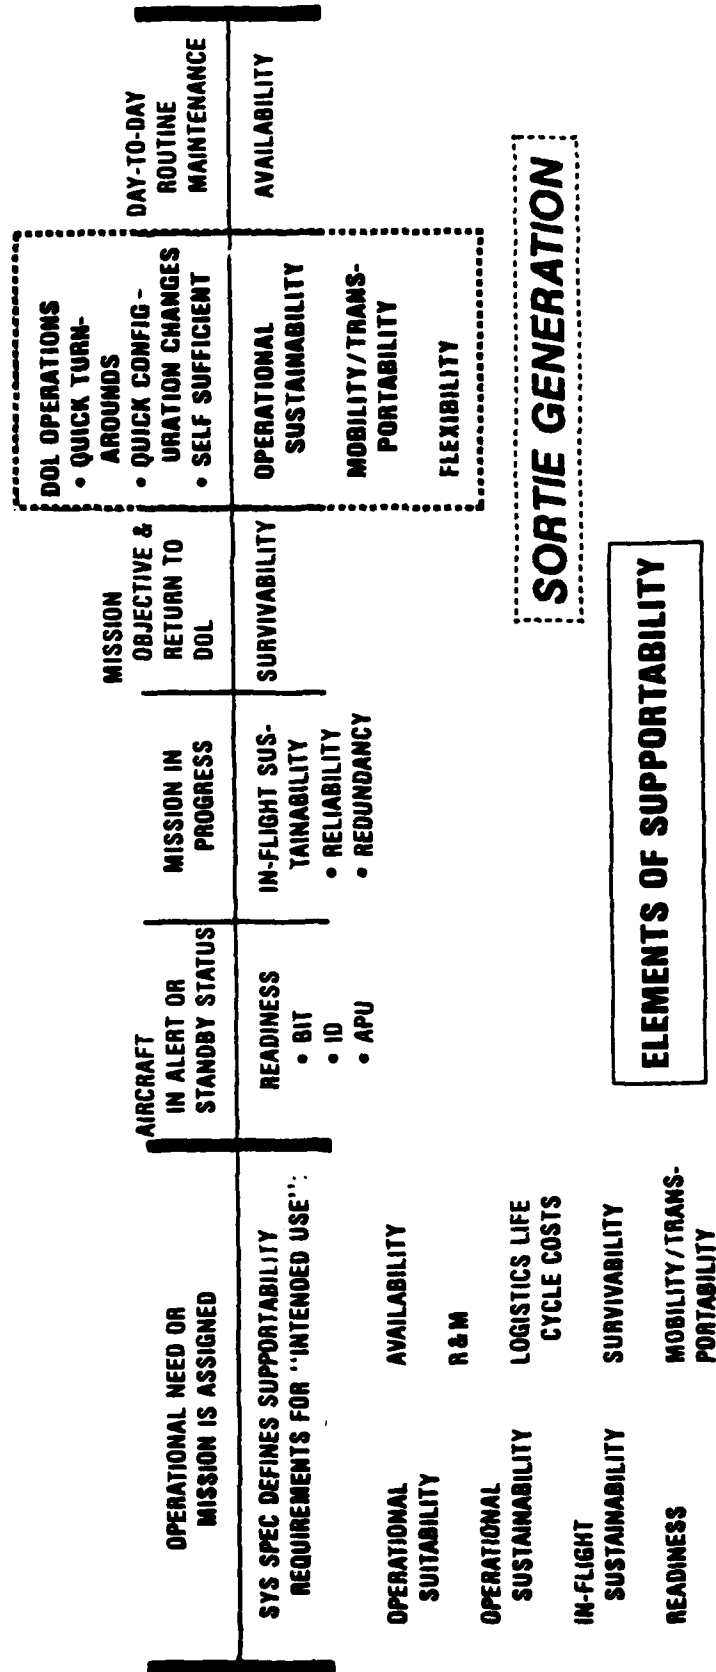 OPERATIONAL NEED OR
MISSION IS ASSIGNED
SYS SPEC DEFINES SUPPORTABILITY
REQUIREMENTS FOR "INTENDED USE":
OPERATIONAL
SUITABILITY
OPERATIONAL
SUSTAINABILITY
IN-FLIGHT
SUSTAINABILITY
READINESS
AVAILABILITY
R&M
LOGISTICS LIFE
CYCLE COSTS
SURVIVABILITY
MOBILITY/TRANS-
PORTABILITY
AIRCRAFT
IN ALERT OR
STANDBY STATUS
READINESS
• BIT
• ID
• APU
MISSION IN
PROGRESS
IN-FLIGHT SUS-
TAINABILITY
• RELIABILITY
• REDUNDANCY
MISSION
OBJECTIVE &
RETURN TO
DOL
SURVIVABILITY
DOL OPERATIONS
• QUICK TURN-
AROUNDS
• QUICK CONFIG-
URATION CHANGES
• SELF SUFFICIENT
OPERATIONAL
SUSTAINABILITY
MOBILITY/TRANS-
PORTABILITY
FLEXIBILITY
DAY-TO-DAY
ROUTINE
MAINTENANCE
AVAILABILITY
SORTIE GENERATION
ELEMENTS OF SUPPORTABILITY